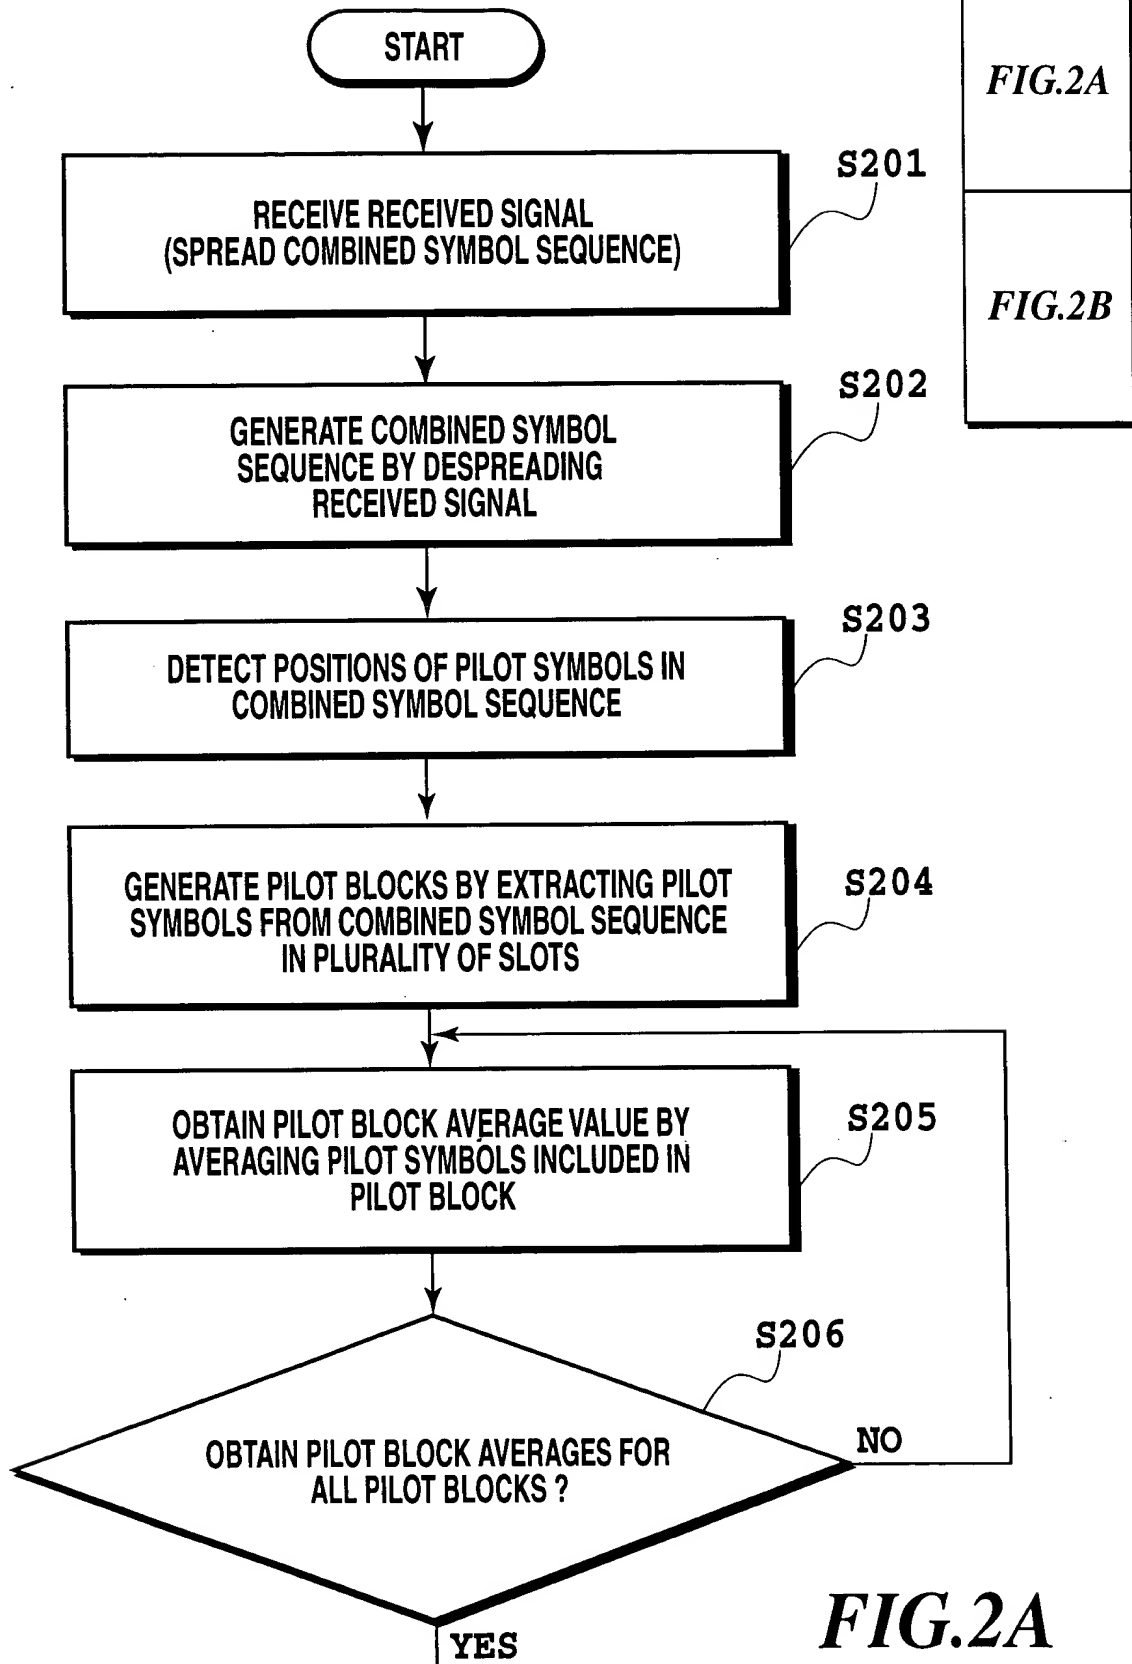 START
FIG.2A
FIG.2B
S201
RECEIVE RECEIVED SIGNAL
(SPREAD COMBINED SYMBOL SEQUENCE)
S202
GENERATE COMBINED SYMBOL
SEQUENCE BY DESPREADING
RECEIVED SIGNAL
S203
DETECT POSITIONS OF PILOT SYMBOLS IN
COMBINED SYMBOL SEQUENCE
S204
GENERATE PILOT BLOCKS BY EXTRACTING PILOT
SYMBOLS FROM COMBINED SYMBOL SEQUENCE
IN PLURALITY OF SLOTS
S205
OBTAIN PILOT BLOCK AVERAGE VALUE BY
AVERAGING PILOT SYMBOLS INCLUDED IN
PILOT BLOCK
S206
OBTAIN PILOT BLOCK AVERAGES FOR
ALL PILOT BLOCKS ?
NO
YES
FIG.2A